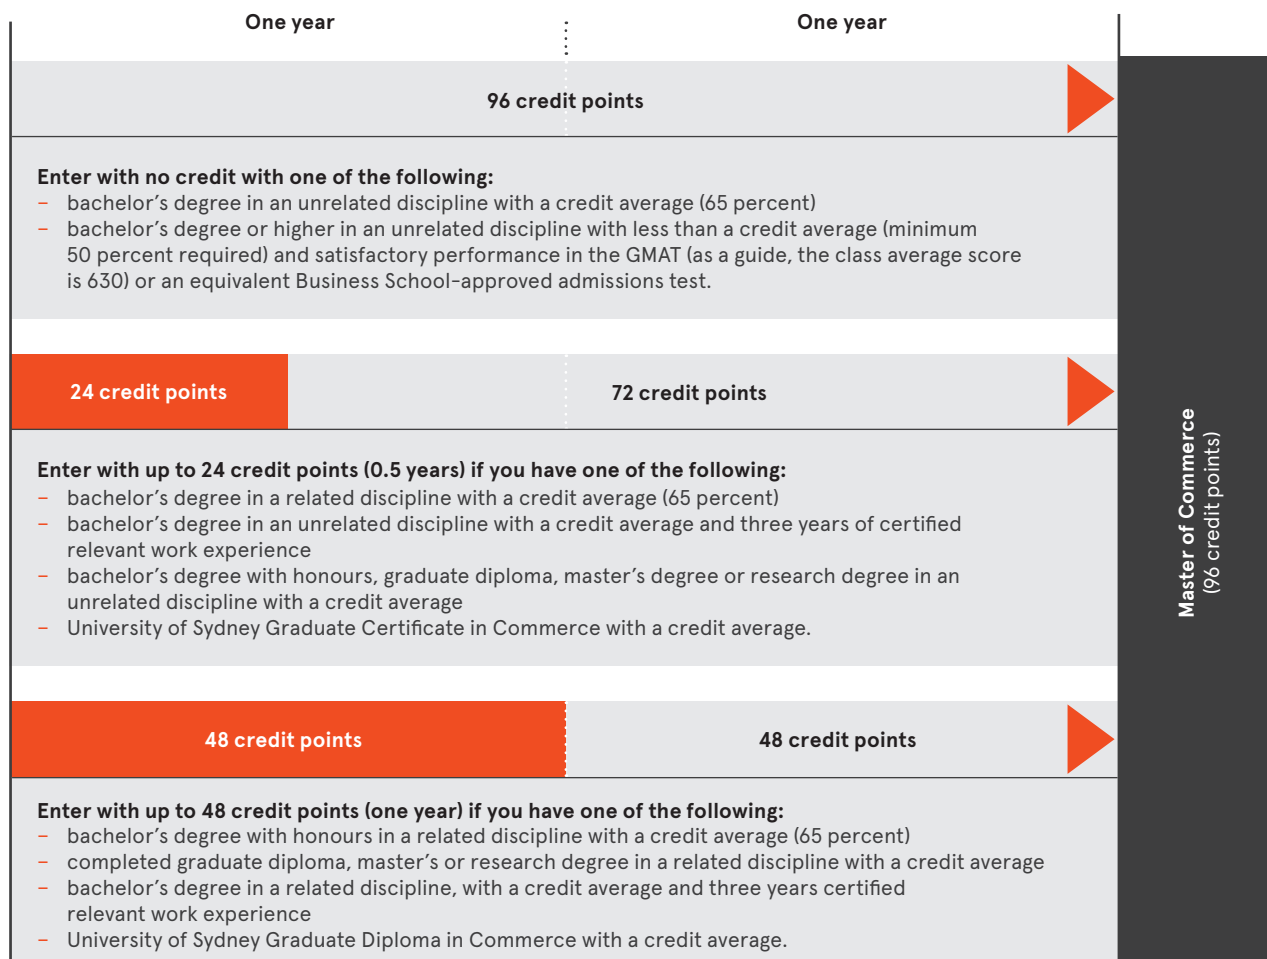 One year
One year
96 credit points
Enter with no credit with one of the following:
– bachelor’s degree in an unrelated discipline with a credit average (65 percent)
– bachelor’s degree or higher in an unrelated discipline with less than a credit average (minimum
50 percent required) and satisfactory performance in the GMAT (as a guide, the class average score
is 630) or an equivalent Business School-approved admissions test.
24 credit points
72 credit points
Enter with up to 24 credit points (0.5 years) if you have one of the following:
– bachelor’s degree in a related discipline with a credit average (65 percent)
– bachelor’s degree in an unrelated discipline with a credit average and three years of certified
relevant work experience
– bachelor’s degree with honours, graduate diploma, master’s degree or research degree in an
unrelated discipline with a credit average
– University of Sydney Graduate Certificate in Commerce with a credit average.
48 credit points
48 credit points
Enter with up to 48 credit points (one year) if you have one of the following:
– bachelor’s degree with honours in a related discipline with a credit average (65 percent)
– completed graduate diploma, master’s or research degree in a related discipline with a credit average
– bachelor’s degree in a related discipline, with a credit average and three years certified
relevant work experience
– University of Sydney Graduate Diploma in Commerce with a credit average.
Master of Commerce
(96 credit points)